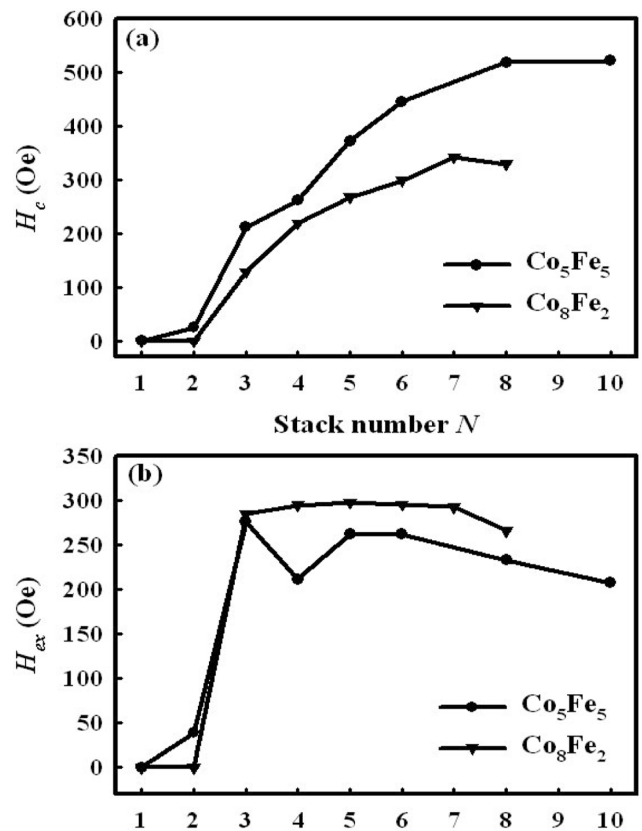 (a)
600
500
400
300
200
100
0
H_c (Oe)
Co₅Fe₅
Co₈Fe₂
1 2 3 4 5 6 7 8 9 10
Stack number N
(b)
350
300
250
200
150
100
50
0
H_ex (Oe)
Co₅Fe₅
Co₈Fe₂
1 2 3 4 5 6 7 8 9 10